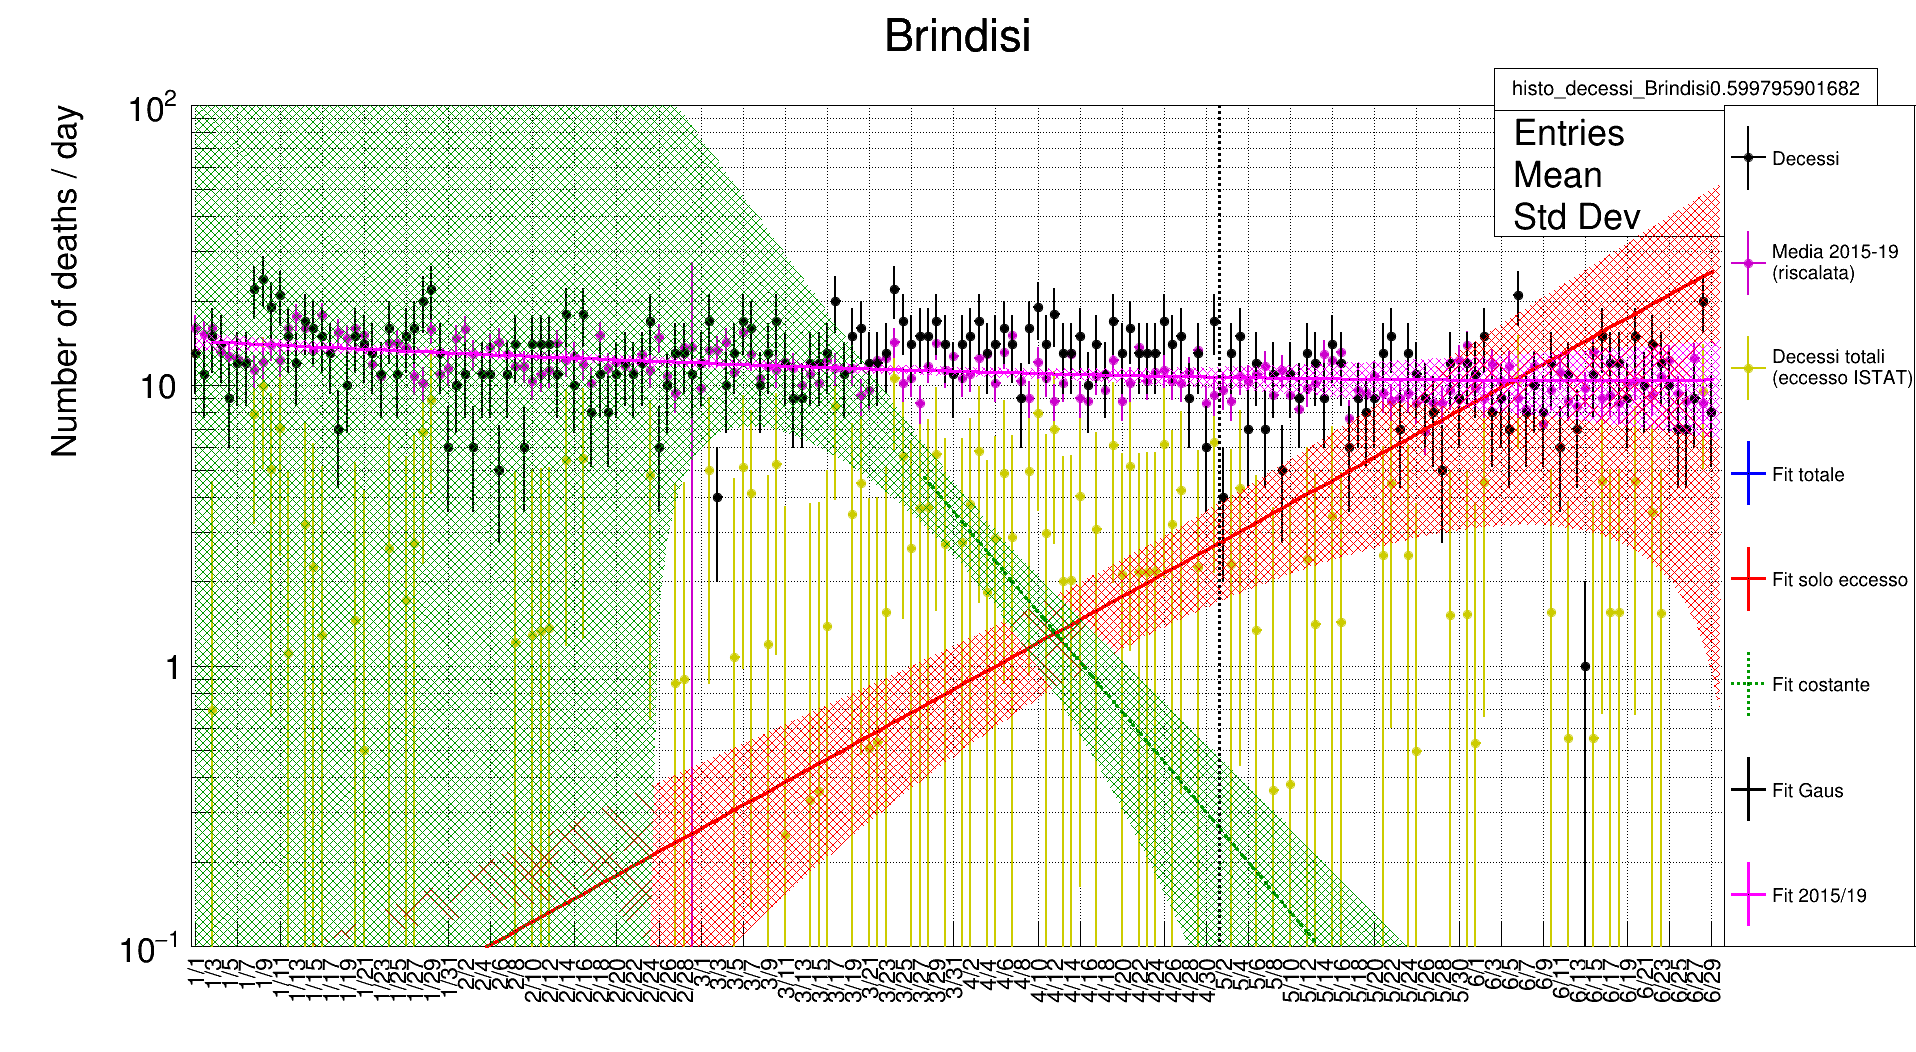 Brindisi
Number of deaths / day
10²
10
1
10⁻¹
histo_decessi_Brindisi0.599795901682
Entries
Mean
Std Dev
Decessi
Media 2015-19
(riscalata)
Decessi totali
(eccesso ISTAT)
Fit totale
Fit solo eccesso
Fit costante
Fit Gaus
Fit 2015/19
1/1 1/3 1/5 1/7 1/9 1/11 1/13 1/15 1/17 1/19 1/21 1/23 1/25 1/27 1/29 1/31 2/2 2/4 2/6 2/8 2/10 2/12 2/14 2/16 2/18 2/20 2/22 2/24 2/26 2/28 3/1 3/3 3/5 3/7 3/9 3/11 3/13 3/15 3/17 3/19 3/21 3/23 3/25 3/27 3/29 3/31 4/2 4/4 4/6 4/8 4/10 4/12 4/14 4/16 4/18 4/20 4/22 4/24 4/26 4/28 4/30 5/2 5/4 5/6 5/8 5/10 5/12 5/14 5/16 5/18 5/20 5/22 5/24 5/26 5/28 5/30 6/1 6/3 6/5 6/7 6/9 6/11 6/13 6/15 6/17 6/19 6/21 6/23 6/25 6/27 6/29